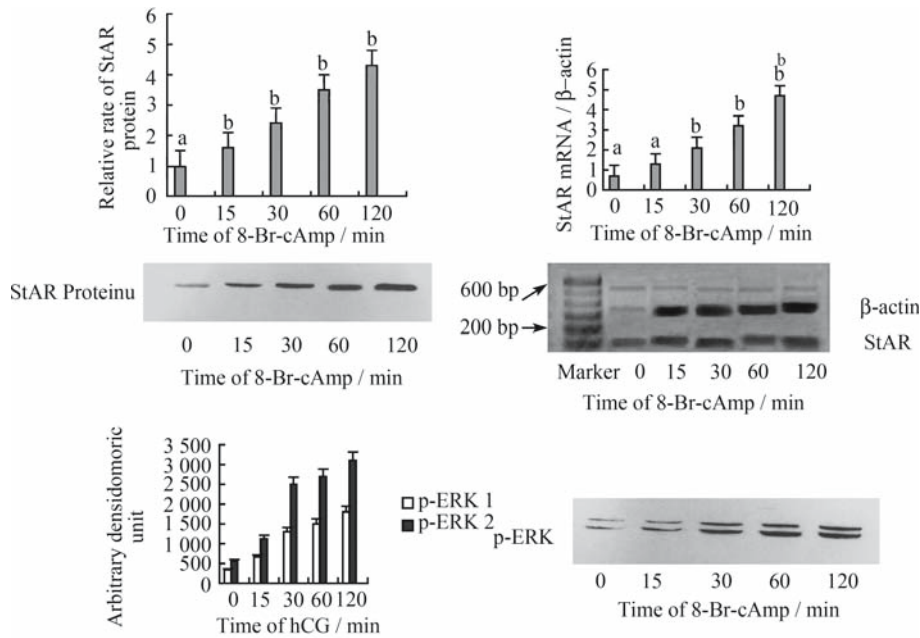 Relative rate of StAR
protein
6
5
4
3
2
1
0
a
b
b
b
b
0 15 30 60 120
Time of 8-Br-cAmp / min
StAR mRNA / β-actin
6
5
4
3
2
1
0
a
a
b
b
b
b
0 15 30 60 120
Time of 8-Br-cAmp / min
StAR Proteinu
0 15 30 60 120
Time of 8-Br-cAmp / min
600 bp
200 bp
β-actin
StAR
Marker 0 15 30 60 120
Time of 8-Br-cAmp / min
Arbitrary densidomoric
unit
3 500
3 000
2 500
2 000
1 500
1 000
500
0
p-ERK 1
p-ERK 2
0 15 30 60 120
Time of hCG / min
p-ERK
0 15 30 60 120
Time of 8-Br-cAmp / min